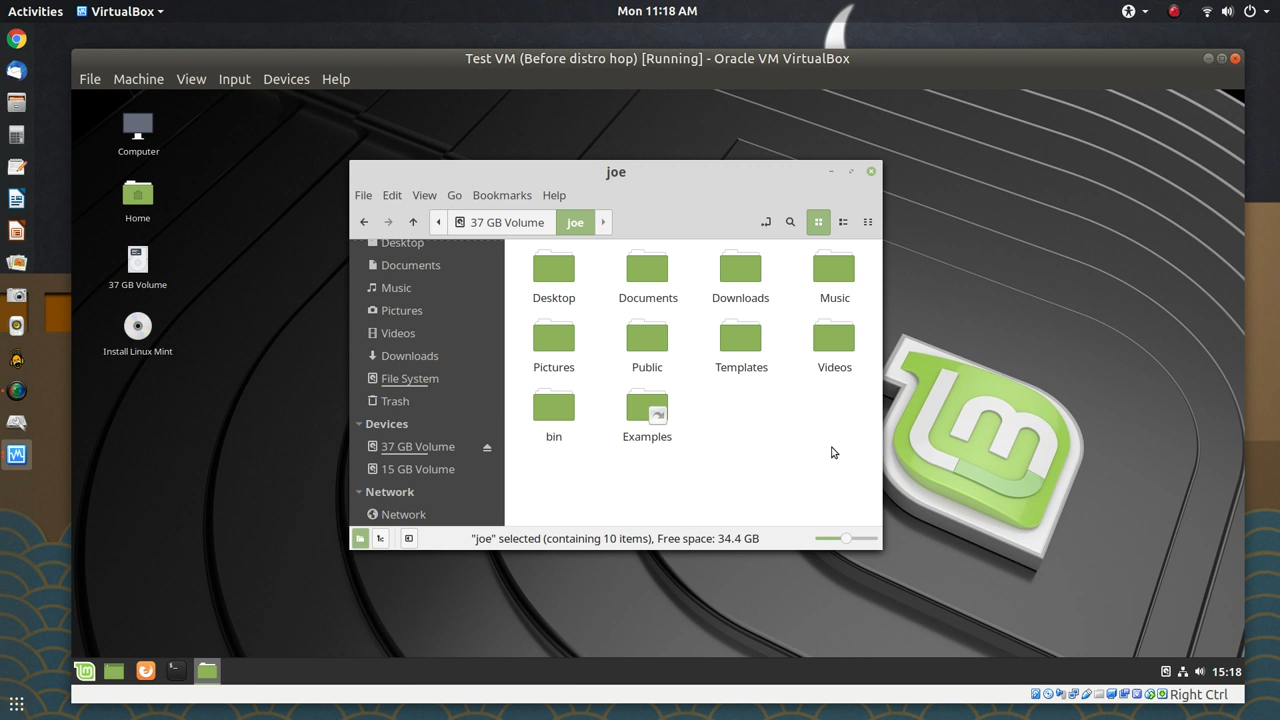 Activities VirtualBox Mon 11:18 AM
Test VM (Before distro hop) [Running] - Oracle VM VirtualBox
File Machine View Input Devices Help
Computer
Home
37 GB Volume
Install Linux Mint
joe
File Edit View Go Bookmarks Help
37 GB Volume joe
Desktop
Documents
Music
Pictures
Videos
Downloads
File System
Trash
Devices
37 GB Volume
15 GB Volume
Network
Network
Desktop Documents Downloads Music
Pictures Public Templates Videos
bin Examples
"joe" selected (containing 10 items), Free space: 34.4 GB
lm
15:18
Right Ctrl